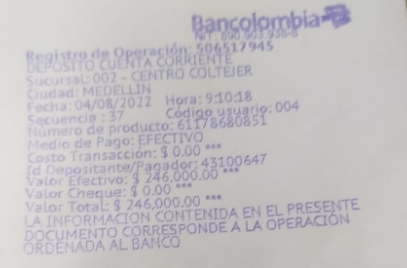 Bancolombia
NIT: 890.903.938-8
Registro de Operación: 506517945
DEPOSITO CUENTA CORRIENTE
Sucursal: 002 - CENTRO COLTEJER
Ciudad: MEDELLIN
Fecha: 04/08/2022 Hora: 9:10:18
Secuencia : 37 Código usuario: 004
Número de producto: 61178680851
Medio de Pago: EFECTIVO
Costo Transacción: $ 0.00 ***
Id Depositante/Pagador: 43100647
Valor Efectivo: $ 246,000.00 ***
Valor Cheque: $ 0.00 ***
Valor Total: $ 246,000.00 ***
LA INFORMACION CONTENIDA EN EL PRESENTE
DOCUMENTO CORRESPONDE A LA OPERACIÓN
ORDENADA AL BANCO